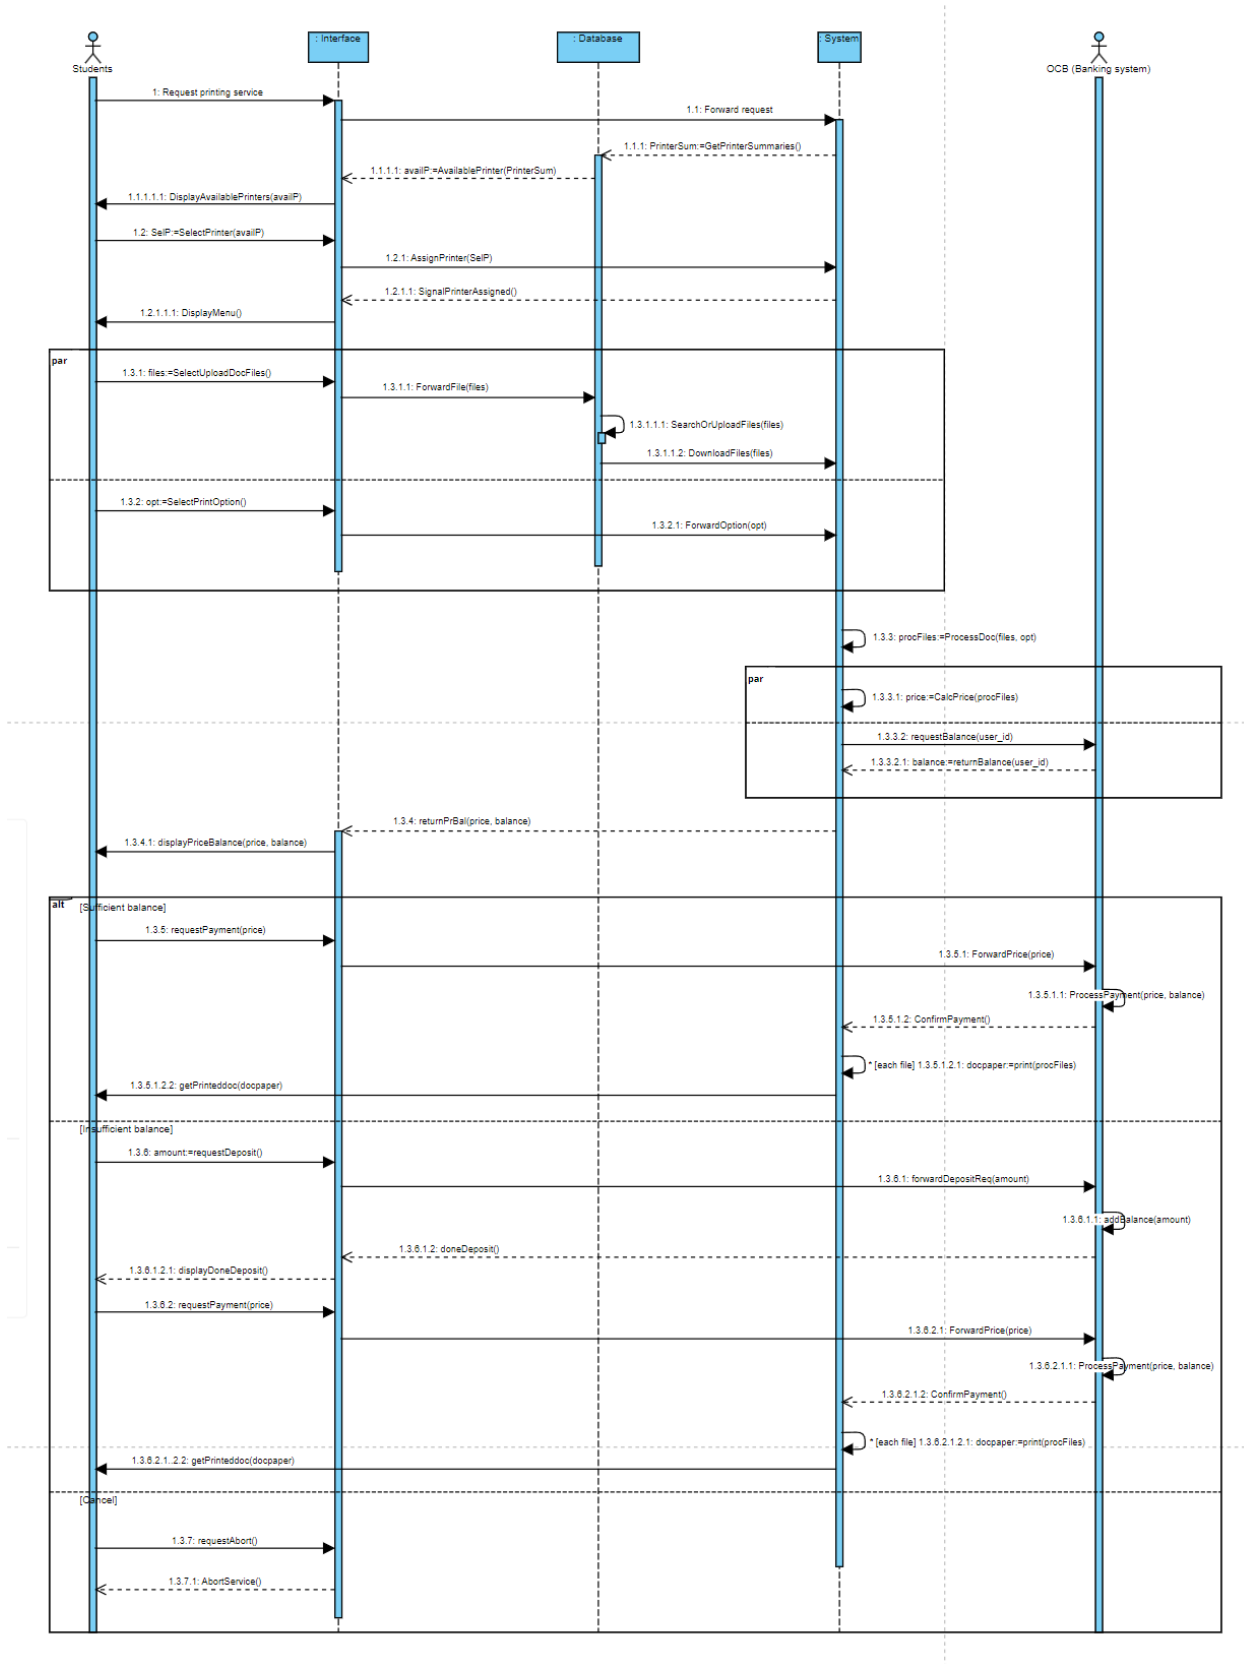 : Interface
: Database
: System
Students
OCB (Banking system)
1: Request printing service
1.1: Forward request
1.1.1: PrinterSum:=GetPrinterSummaries()
1.1.1.1: availP:=AvailablePrinter(PrinterSum)
1.1.1.1.1: DisplayAvailablePrinters(availP)
1.2: SelP:=SelectPrinter(availP)
1.2.1: AssignPrinter(SelP)
1.2.1.1: SignalPrinterAssigned()
1.2.1.1.1: DisplayMenu()
par
1.3.1: files:=SelectUploadDocFiles()
1.3.1.1: ForwardFile(files)
1.3.1.1.1: SearchOrUploadFiles(files)
1.3.1.1.2: DownloadFiles(files)
1.3.2: opt:=SelectPrintOption()
1.3.2.1: ForwardOption(opt)
1.3.3: procFiles:=ProcessDoc(files, opt)
par
1.3.3.1: price:=CalcPrice(procFiles)
1.3.3.2: requestBalance(user_id)
1.3.3.2.1: balance:=returnBalance(user_id)
1.3.4: returnPrBal(price, balance)
1.3.4.1: displayPriceBalance(price, balance)
alt
[Sufficient balance]
1.3.5: requestPayment(price)
1.3.5.1: ForwardPrice(price)
1.3.5.1.1: ProcessPayment(price, balance)
1.3.5.1.2: ConfirmPayment()
* [each file] 1.3.5.1.2.1: docpaper:=print(procFiles)
1.3.5.1.2.2: getPrinteddoc(docpaper)
[Insufficient balance]
1.3.6: amount:=requestDeposit()
1.3.6.1: forwardDepositReq(amount)
1.3.6.1.1: addBalance(amount)
1.3.6.1.2: doneDeposit()
1.3.6.1.2.1: displayDoneDeposit()
1.3.6.2: requestPayment(price)
1.3.6.2.1: ForwardPrice(price)
1.3.6.2.1.1: ProcessPayment(price, balance)
1.3.6.2.1.2: ConfirmPayment()
* [each file] 1.3.6.2.1.2.1: docpaper:=print(procFiles)
1.3.6.2.1..2.2: getPrinteddoc(docpaper)
[Cancel]
1.3.7: requestAbort()
1.3.7.1: AbortService()